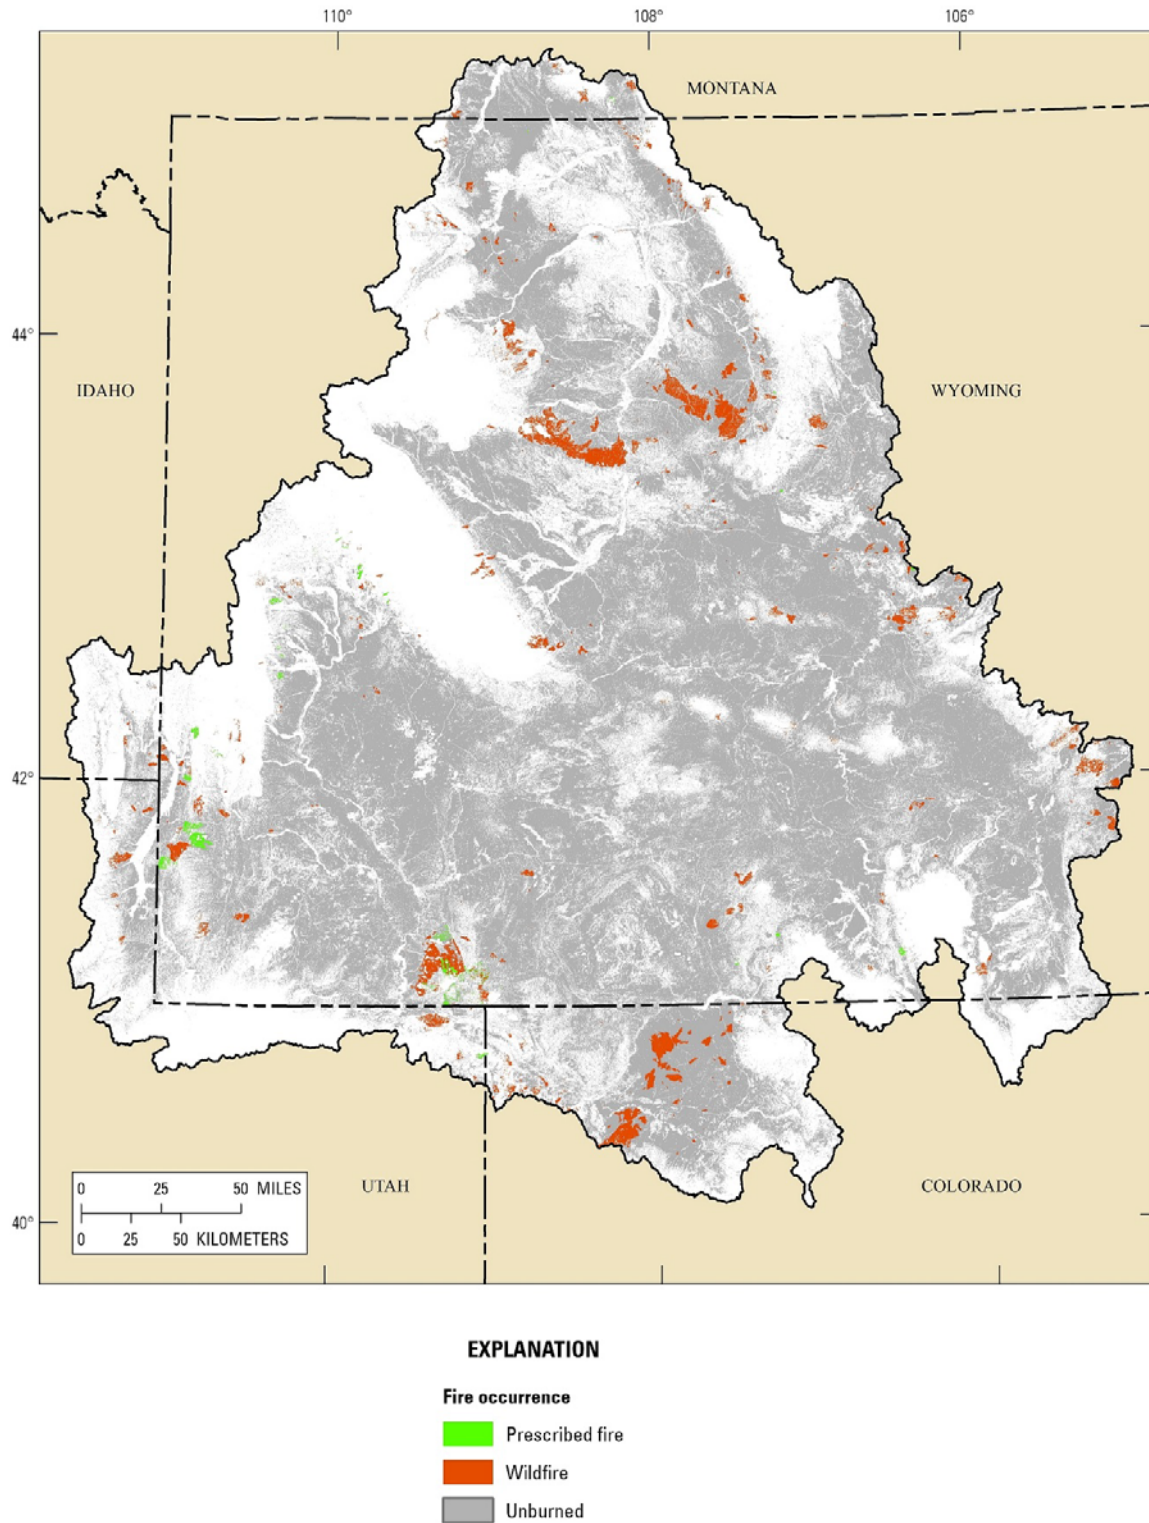 110° 108° 106°
MONTANA
44°
IDAHO WYOMING
42°
0 25 50 MILES
0 25 50 KILOMETERS
UTAH COLORADO
40°
EXPLANATION
Fire occurrence
Prescribed fire
Wildfire
Unburned